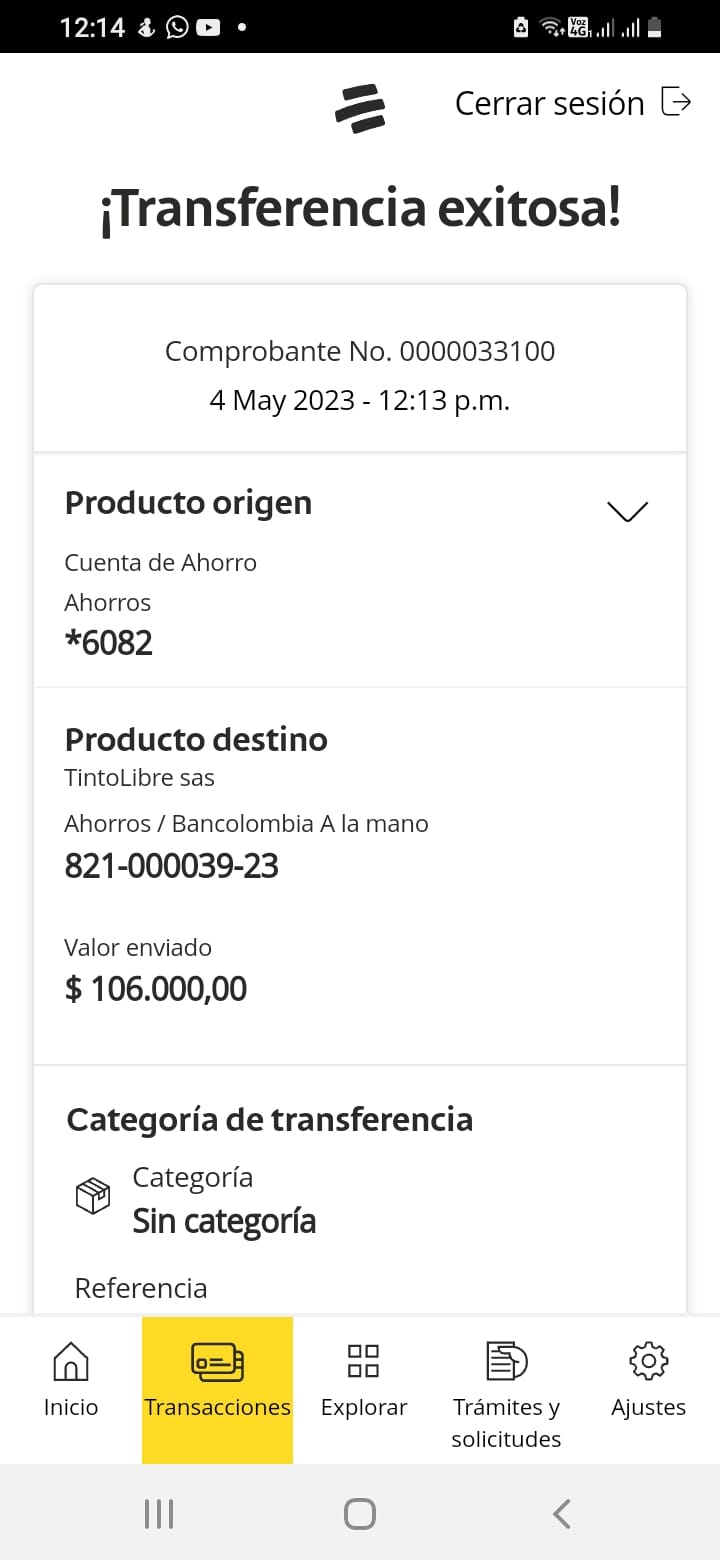 12:14
Voz
4G
Cerrar sesión
¡Transferencia exitosa!
Comprobante No. 0000033100
4 May 2023 - 12:13 p.m.
Producto origen
Cuenta de Ahorro
Ahorros
*6082
Producto destino
TintoLibre sas
Ahorros / Bancolombia A la mano
821-000039-23
Valor enviado
$ 106.000,00
Categoría de transferencia
Categoría
Sin categoría
Referencia
Inicio
Transacciones
Explorar
Trámites y
solicitudes
Ajustes